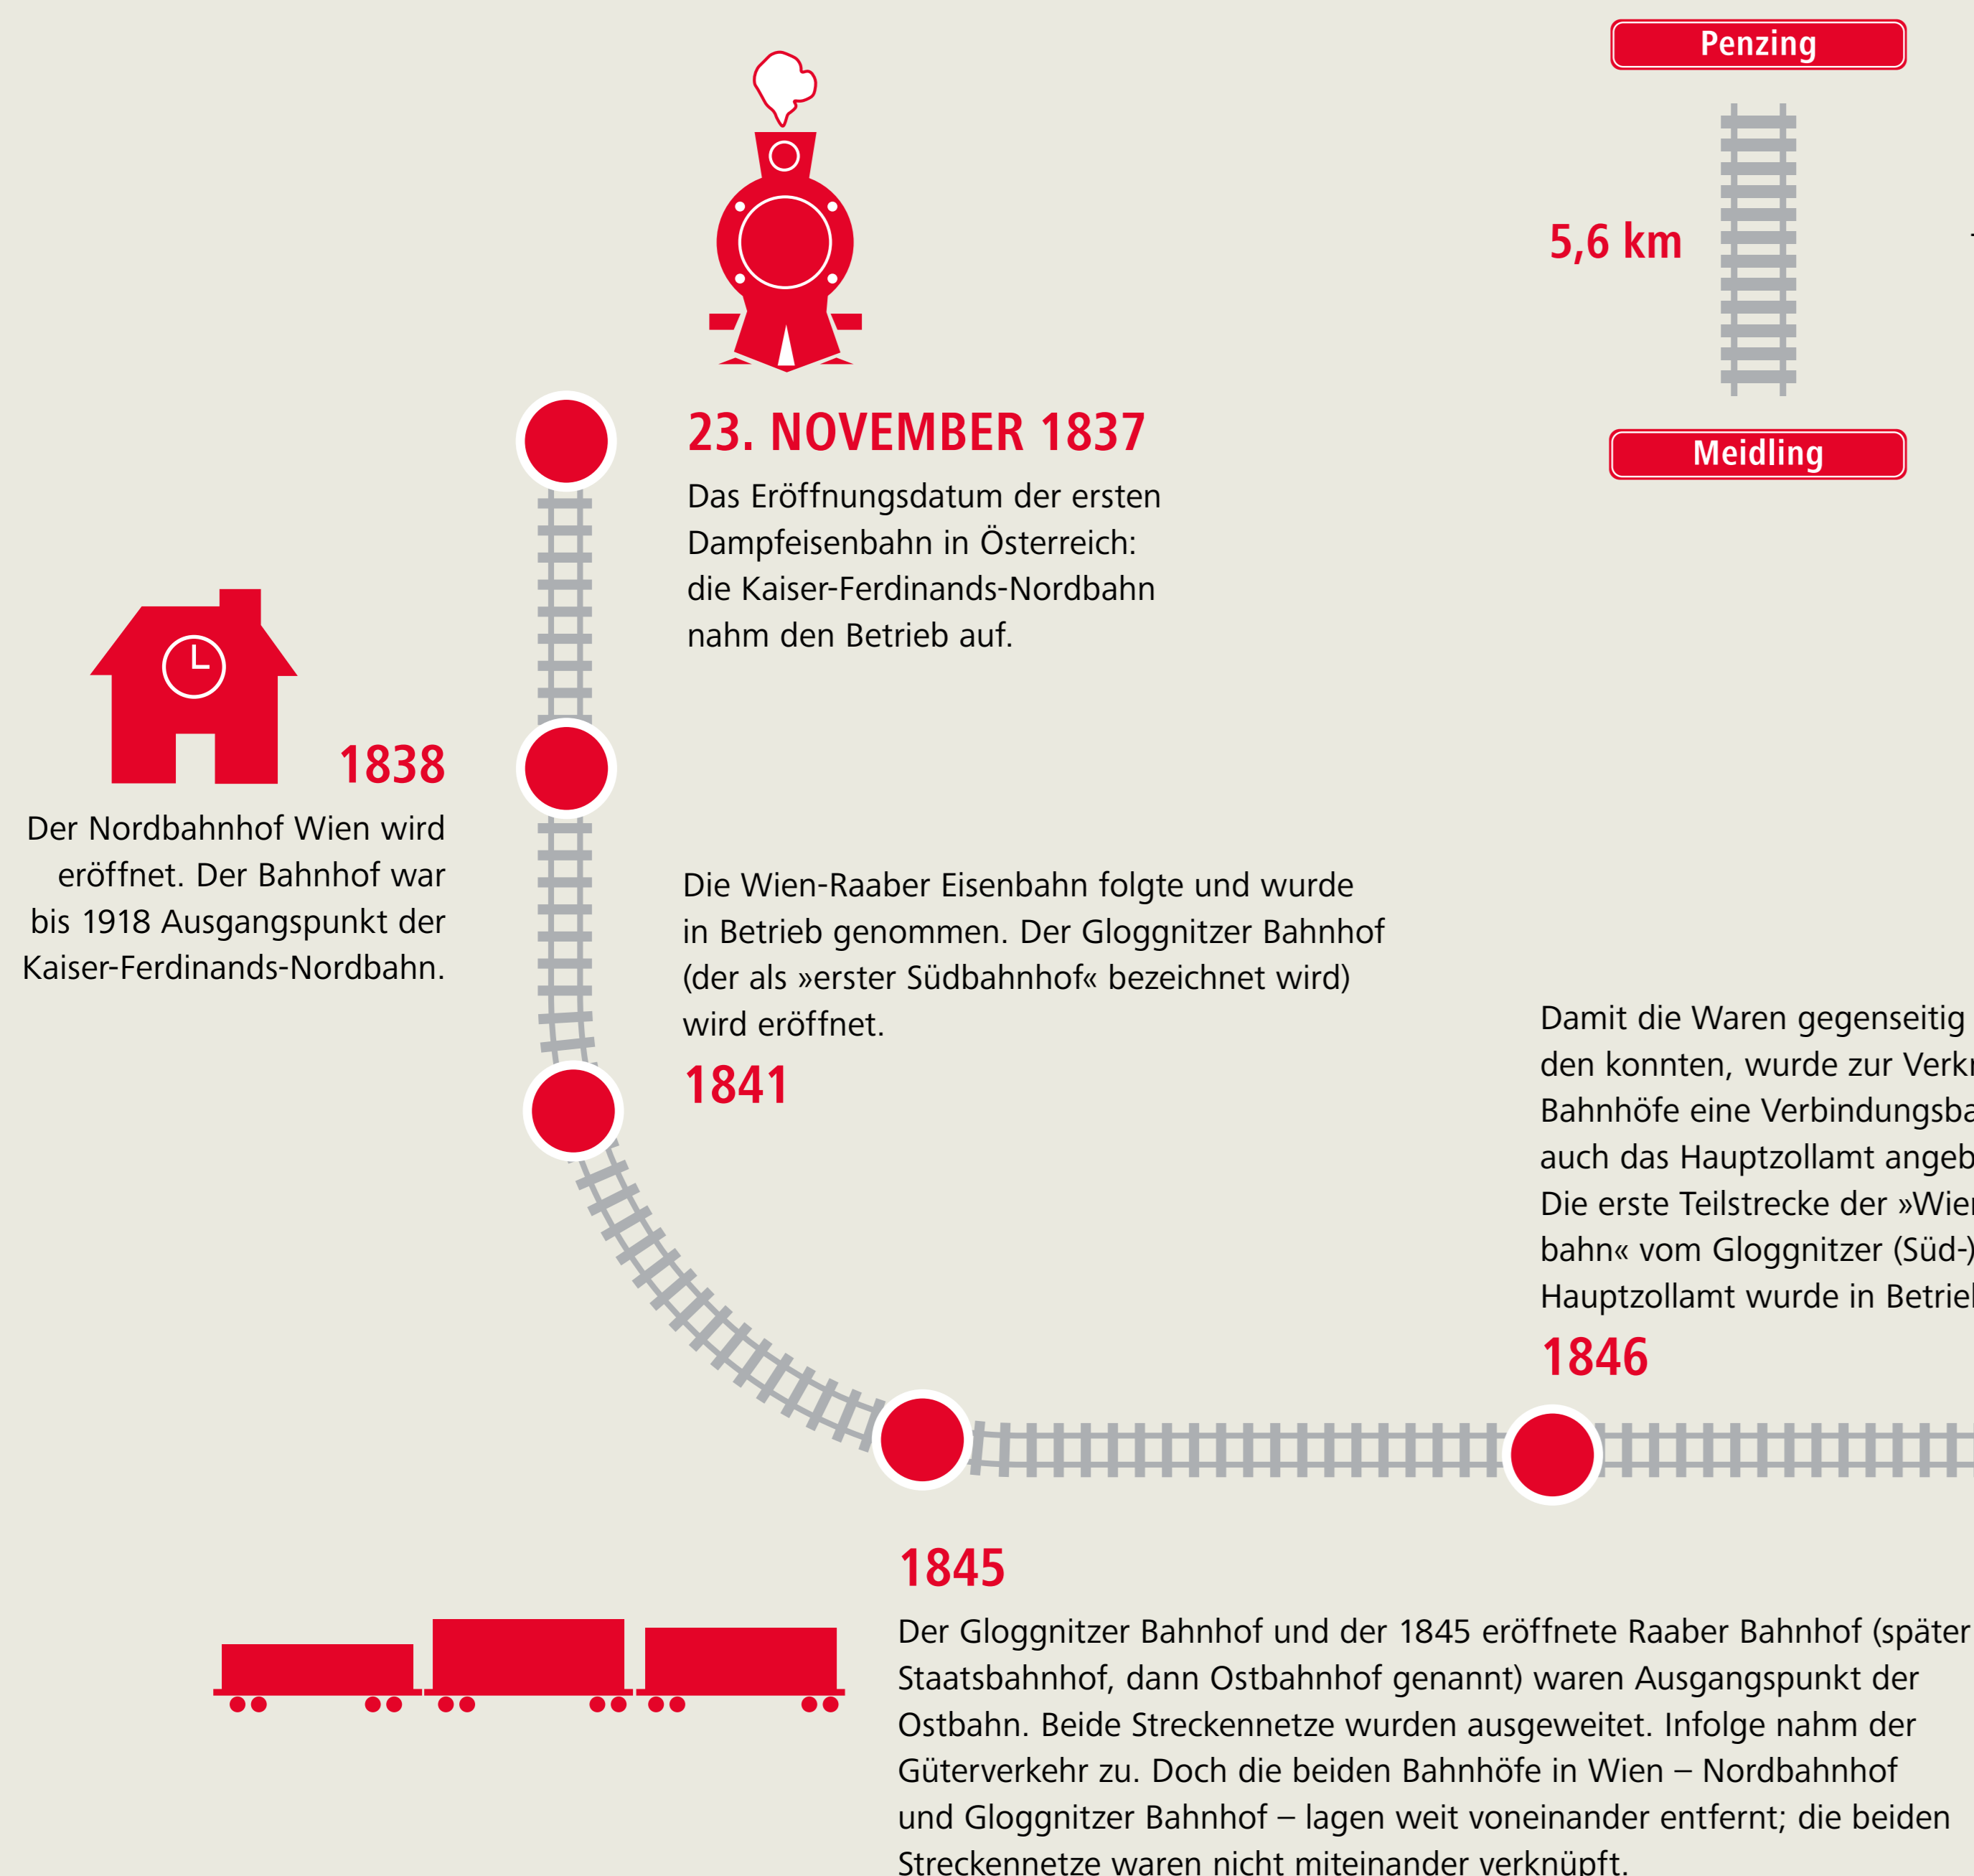 Penzing
5,6 km
Meidling
23. NOVEMBER 1837
Das Eröffnungsdatum der ersten
Dampfeisenbahn in Österreich:
die Kaiser-Ferdinands-Nordbahn
nahm den Betrieb auf.
1838
Der Nordbahnhof Wien wird
eröffnet. Der Bahnhof war
bis 1918 Ausgangspunkt der
Kaiser-Ferdinands-Nordbahn.
Die Wien-Raaber Eisenbahn folgte und wurde
in Betrieb genommen. Der Gloggnitzer Bahnhof
(der als »erster Südbahnhof« bezeichnet wird)
wird eröffnet.
1841
Damit die Waren gegenseitig
den konnten, wurde zur
Bahnhöfe eine
auch das Hauptzollamt
Die erste Teilstrecke der
bahn« vom Gloggnitzer (Süd-)
Hauptzollamt wurde in
1846
1845
Der Gloggnitzer Bahnhof und der 1845 eröffnete Raaber Bahnhof (später
Staatsbahnhof, dann Ostbahnhof genannt) waren Ausgangspunkt der
Ostbahn. Beide Streckennetze wurden ausgeweitet. Infolge nahm der
Güterverkehr zu. Doch die beiden Bahnhöfe in Wien – Nordbahnhof
und Gloggnitzer Bahnhof – lagen weit voneinander entfernt; die beiden
Streckennetze waren nicht miteinander verknüpft.